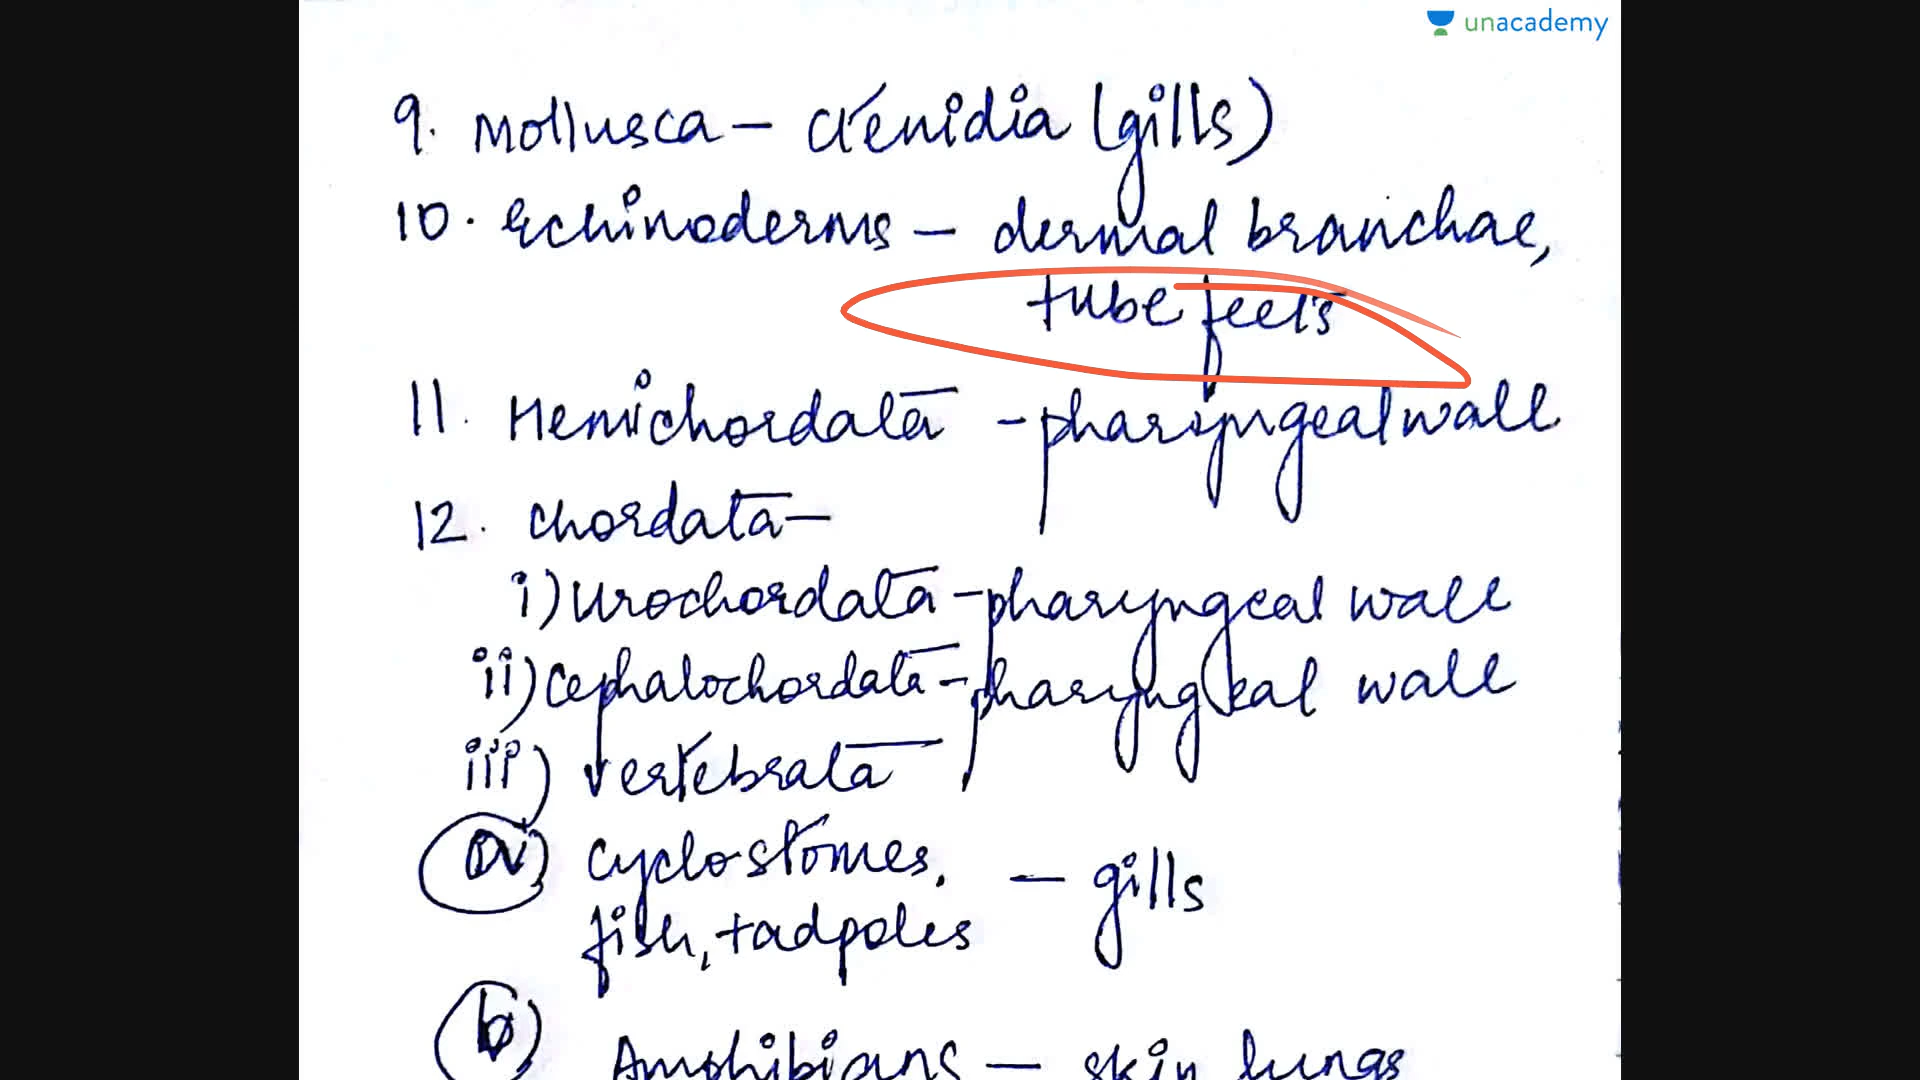 unacademy
9. Mollusca - ctenidia (gills)
10. Echinoderms - dermal branchae,
tube feets
11. Hemichordata - pharyngeal wall
12. chordata -
i) Urochordata - pharyngeal wall
ii) Cephalochordata - pharyngeal wall
iii) vertebrata
a) cyclostomes,
fish, tadpoles - gills
b)
Amphibians - skin lungs